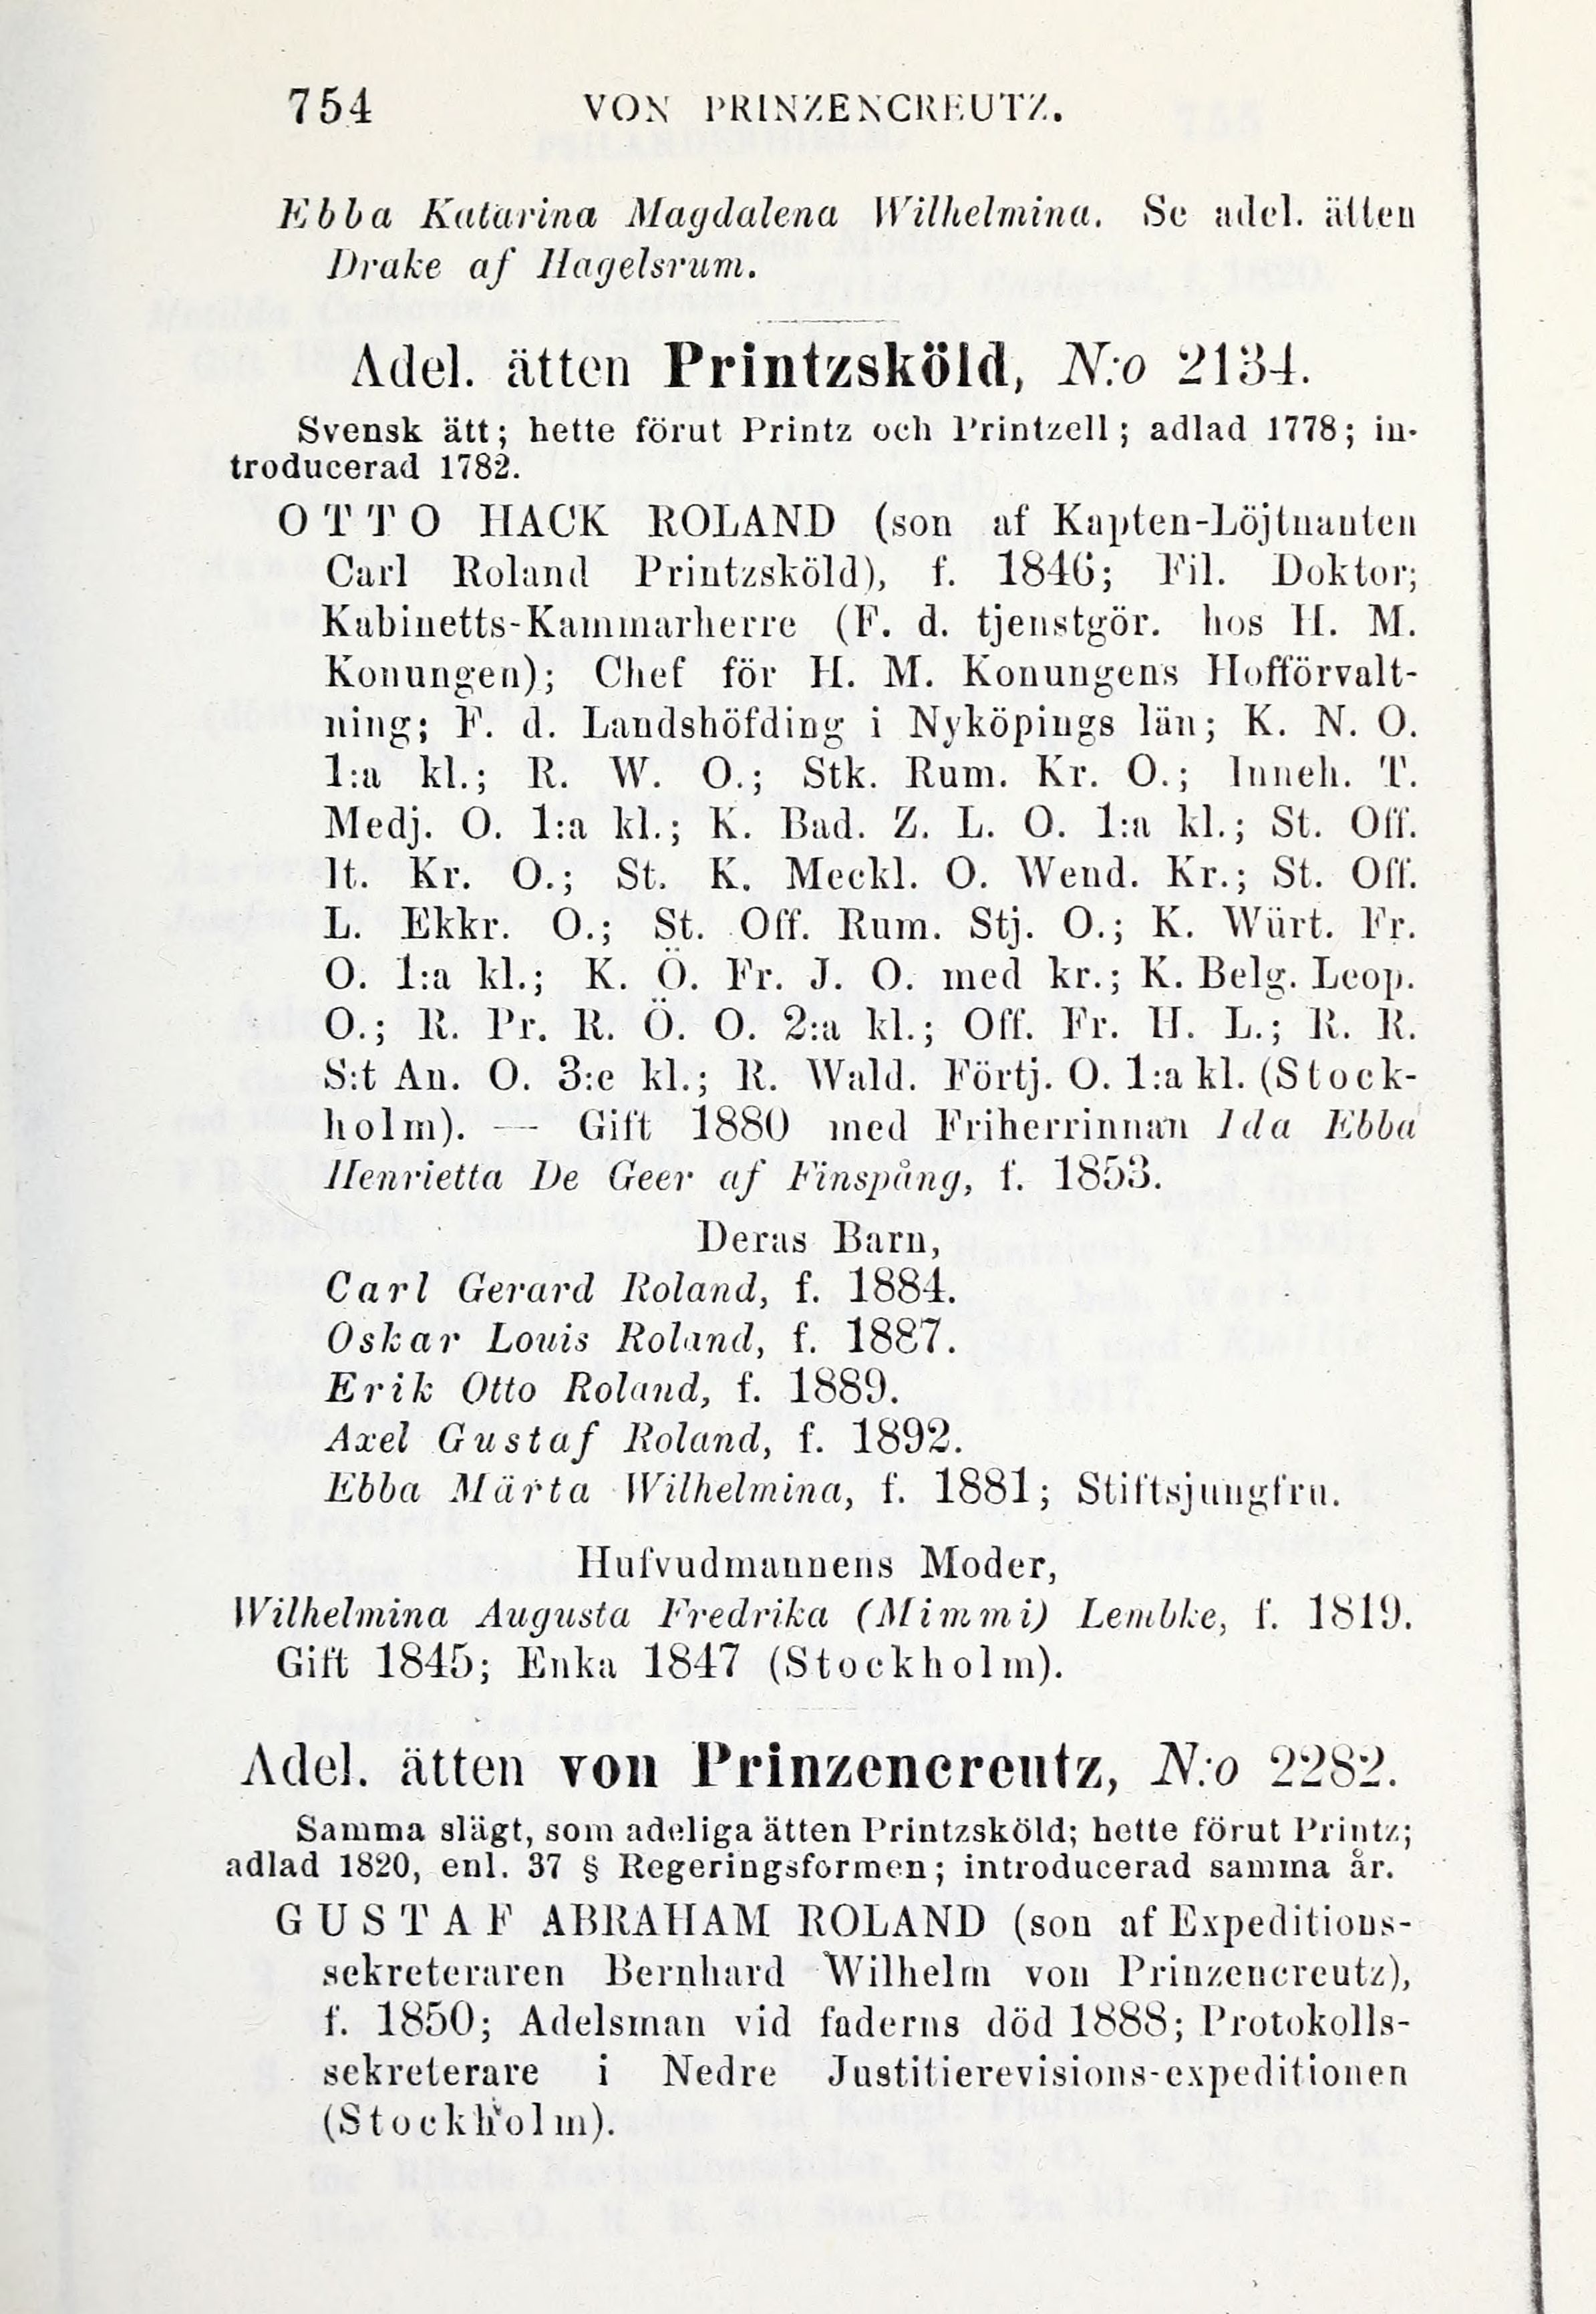 754 VON PRINZENCREUTZ.
Ebba Katarina Magdalena Wilhelmina. Se adel. ätten
Drake af Hagelsrum.
Adel. ätten Printzsköld, N:o 2134.
Svensk ätt; hette förut Printz och Printzell; adlad 1778; in-
troducerad 1782.
OTTO HACK ROLAND (son af Kapten-Löjtnanten
Carl Roland Printzsköld), f. 1846; Fil. Doktor;
Kabinetts-Kammarherre (F. d. tjenstgör. hos H. M.
Konungen); Chef för H. M. Konungens Hofförvalt-
ning; F. d. Landshöfding i Nyköpings län; K. N. O.
1:a kl.; R. W. O.; Stk. Rum. Kr. O.; Inneh. T.
Medj. O. 1:a kl.; K. Bad. Z. L. O. 1:a kl.; St. Off.
It. Kr. O.; St. K. Meckl. O. Wend. Kr.; St. Off.
L. Ekkr. O.; St. Off. Rum. Stj. O.; K. Würt. Fr.
O. 1:a kl.; K. Ö. Fr. J. O. med kr.; K. Belg. Leop.
O.; R. Pr. R. Ö. O. 2:a kl.; Off. Fr. H. L.; R. R.
S:t An. O. 3:e kl.; R. Wald. Förtj. O. 1:a kl. (Stock-
holm). — Gift 1880 med Friherrinnan Ida Ebba
Henrietta De Geer af Finspång, f. 1853.
Deras Barn,
Carl Gerard Roland, f. 1884.
Oskar Louis Roland, f. 1887.
Erik Otto Roland, f. 1889.
Axel Gustaf Roland, f. 1892.
Ebba Märta Wilhelmina, f. 1881; Stiftsjungfru.
Hufvudmannens Moder,
Wilhelmina Augusta Fredrika (Mimmi) Lembke, f. 1819.
Gift 1845; Enka 1847 (Stockholm).
Adel. ätten von Prinzencreutz, N:o 2282.
Samma slägt, som adeliga ätten Printzsköld; hette förut Printz;
adlad 1820, enl. 37 § Regeringsformen; introducerad samma år.
GUSTAF ABRAHAM ROLAND (son af Expeditions-
sekreteraren Bernhard Wilhelm von Prinzencreutz),
f. 1850; Adelsman vid faderns död 1888; Protokolls-
sekreterare i Nedre Justitierevisions-expeditionen
(Stockholm).